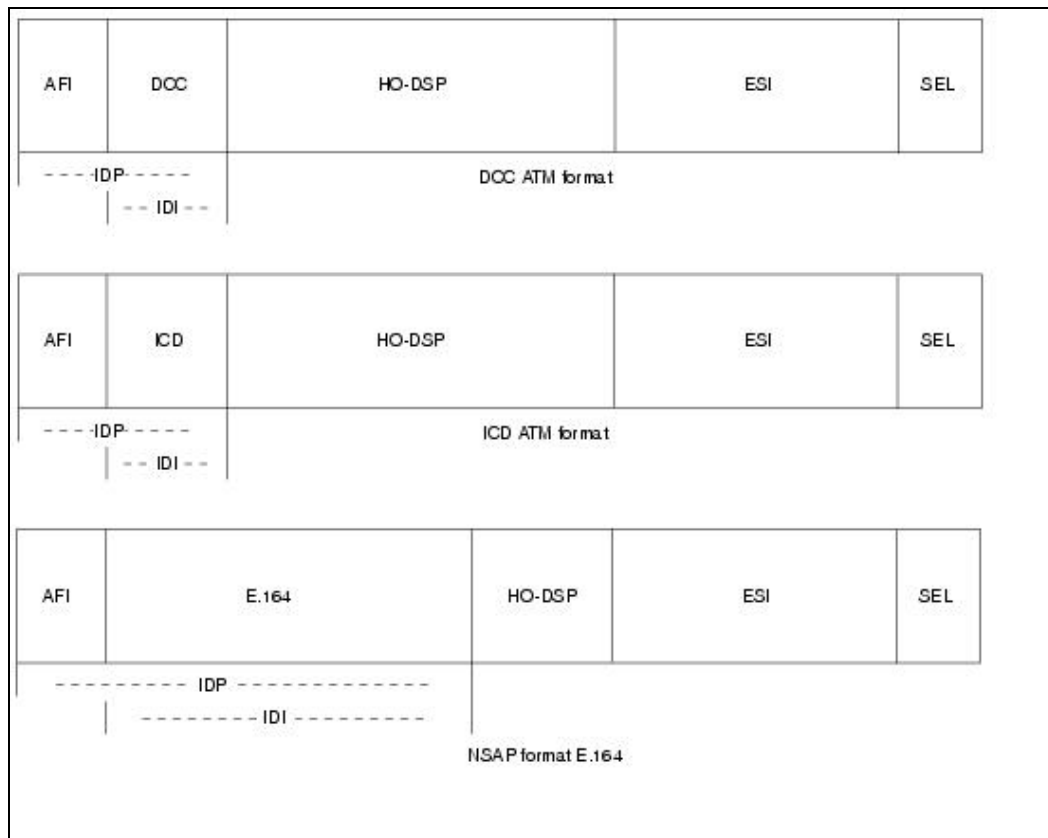 AFI DCC HO-DSP ESI SEL
IDP
DCC ATM format
IDI
AFI ICD HO-DSP ESI SEL
IDP
ICD ATM format
IDI
AFI E.164 HO-DSP ESI SEL
IDP
IDI
NSAP format E.164